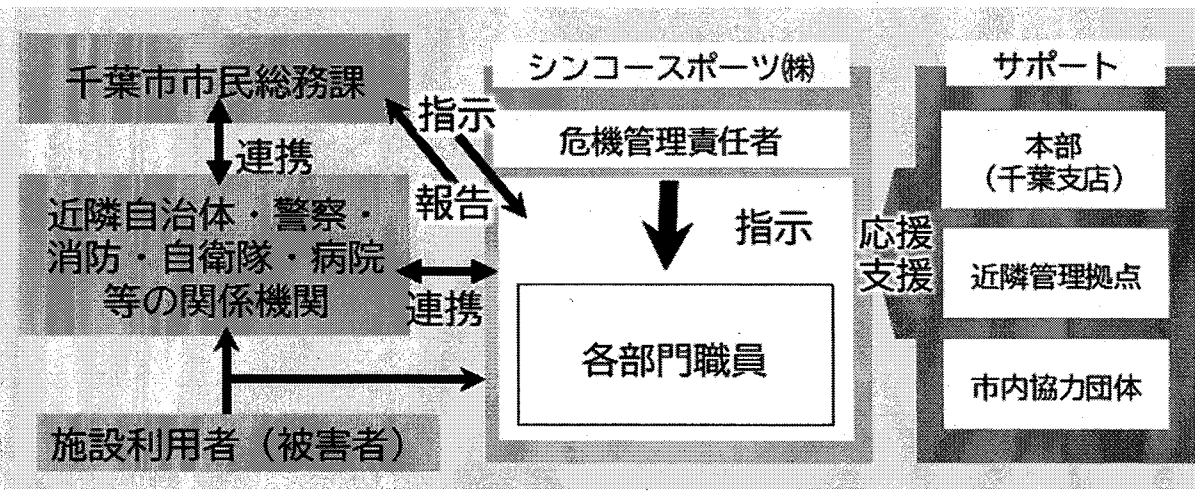 千葉市市民総務課
連携
近隣自治体・警察・
消防・自衛隊・病院
等の関係機関
施設利用者（被害者）
指示
報告
連携
シンコースポーツ㈱
危機管理責任者
指示
各部門職員
応援
支援
サポート
本部
（千葉支店）
近隣管理拠点
市内協力団体